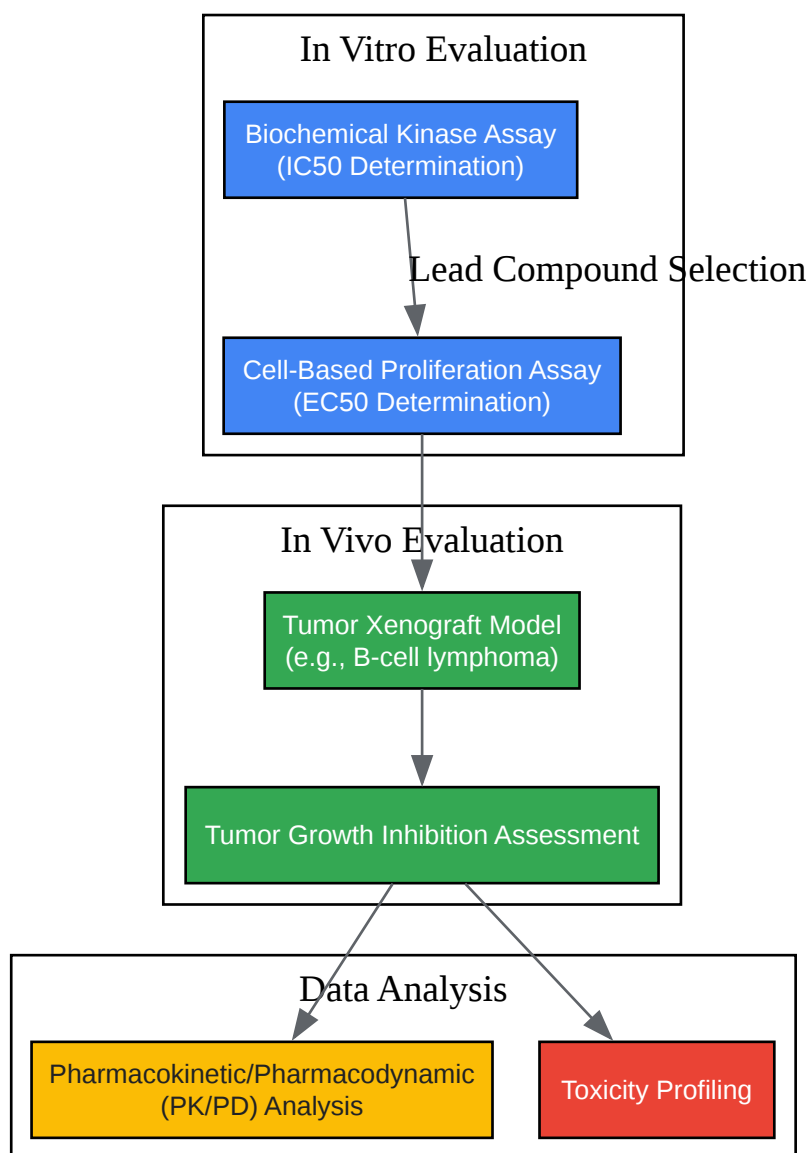 In Vitro Evaluation
Biochemical Kinase Assay
(IC50 Determination)
Lead Compound Selection
Cell-Based Proliferation Assay
(EC50 Determination)
In Vivo Evaluation
Tumor Xenograft Model
(e.g., B-cell lymphoma)
Tumor Growth Inhibition Assessment
Data Analysis
Pharmacokinetic/Pharmacodynamic
(PK/PD) Analysis
Toxicity Profiling